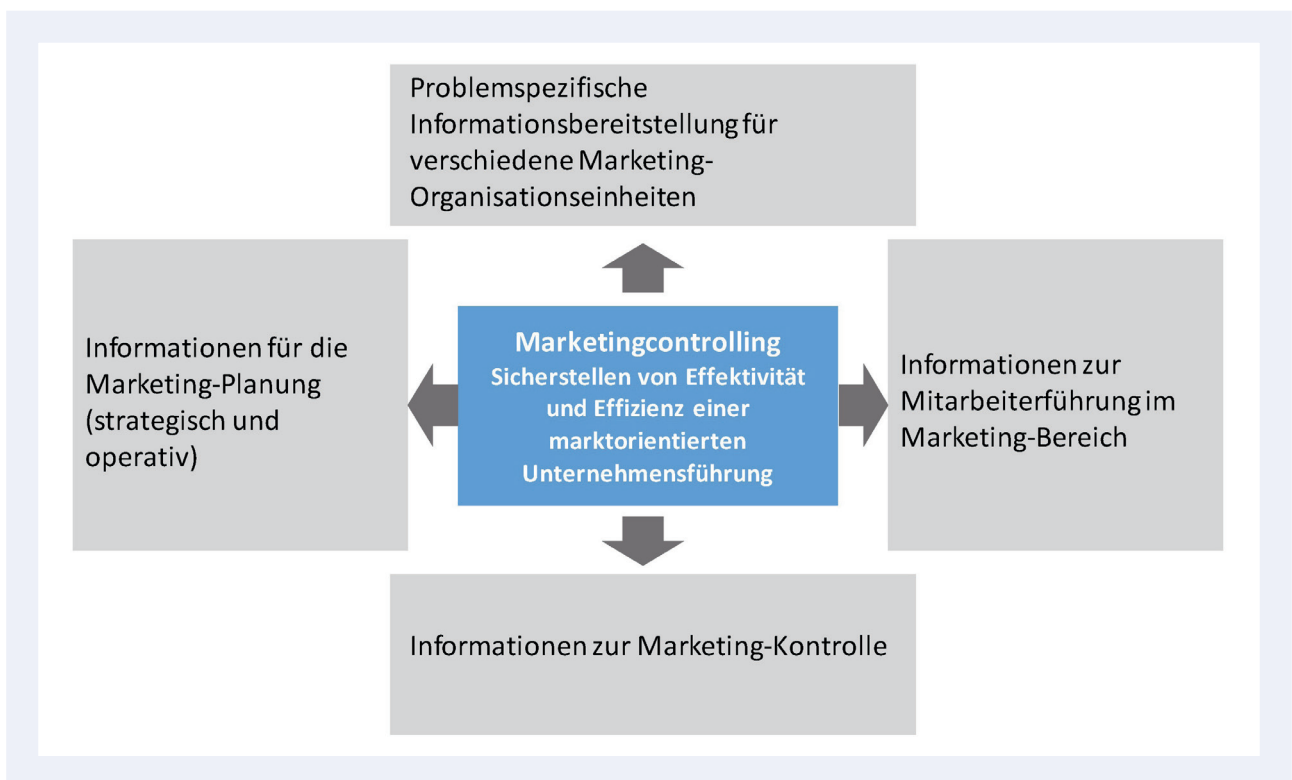 Problemspezifische
Informationsbereitstellung für
verschiedene Marketing-
Organisationseinheiten
Informationen für die
Marketing-Planung
(strategisch und
operativ)
Marketingcontrolling
Sicherstellen von Effektivität
und Effizienz einer
marktorientierten
Unternehmensführung
Informationen zur
Mitarbeiterführung im
Marketing-Bereich
Informationen zur Marketing-Kontrolle